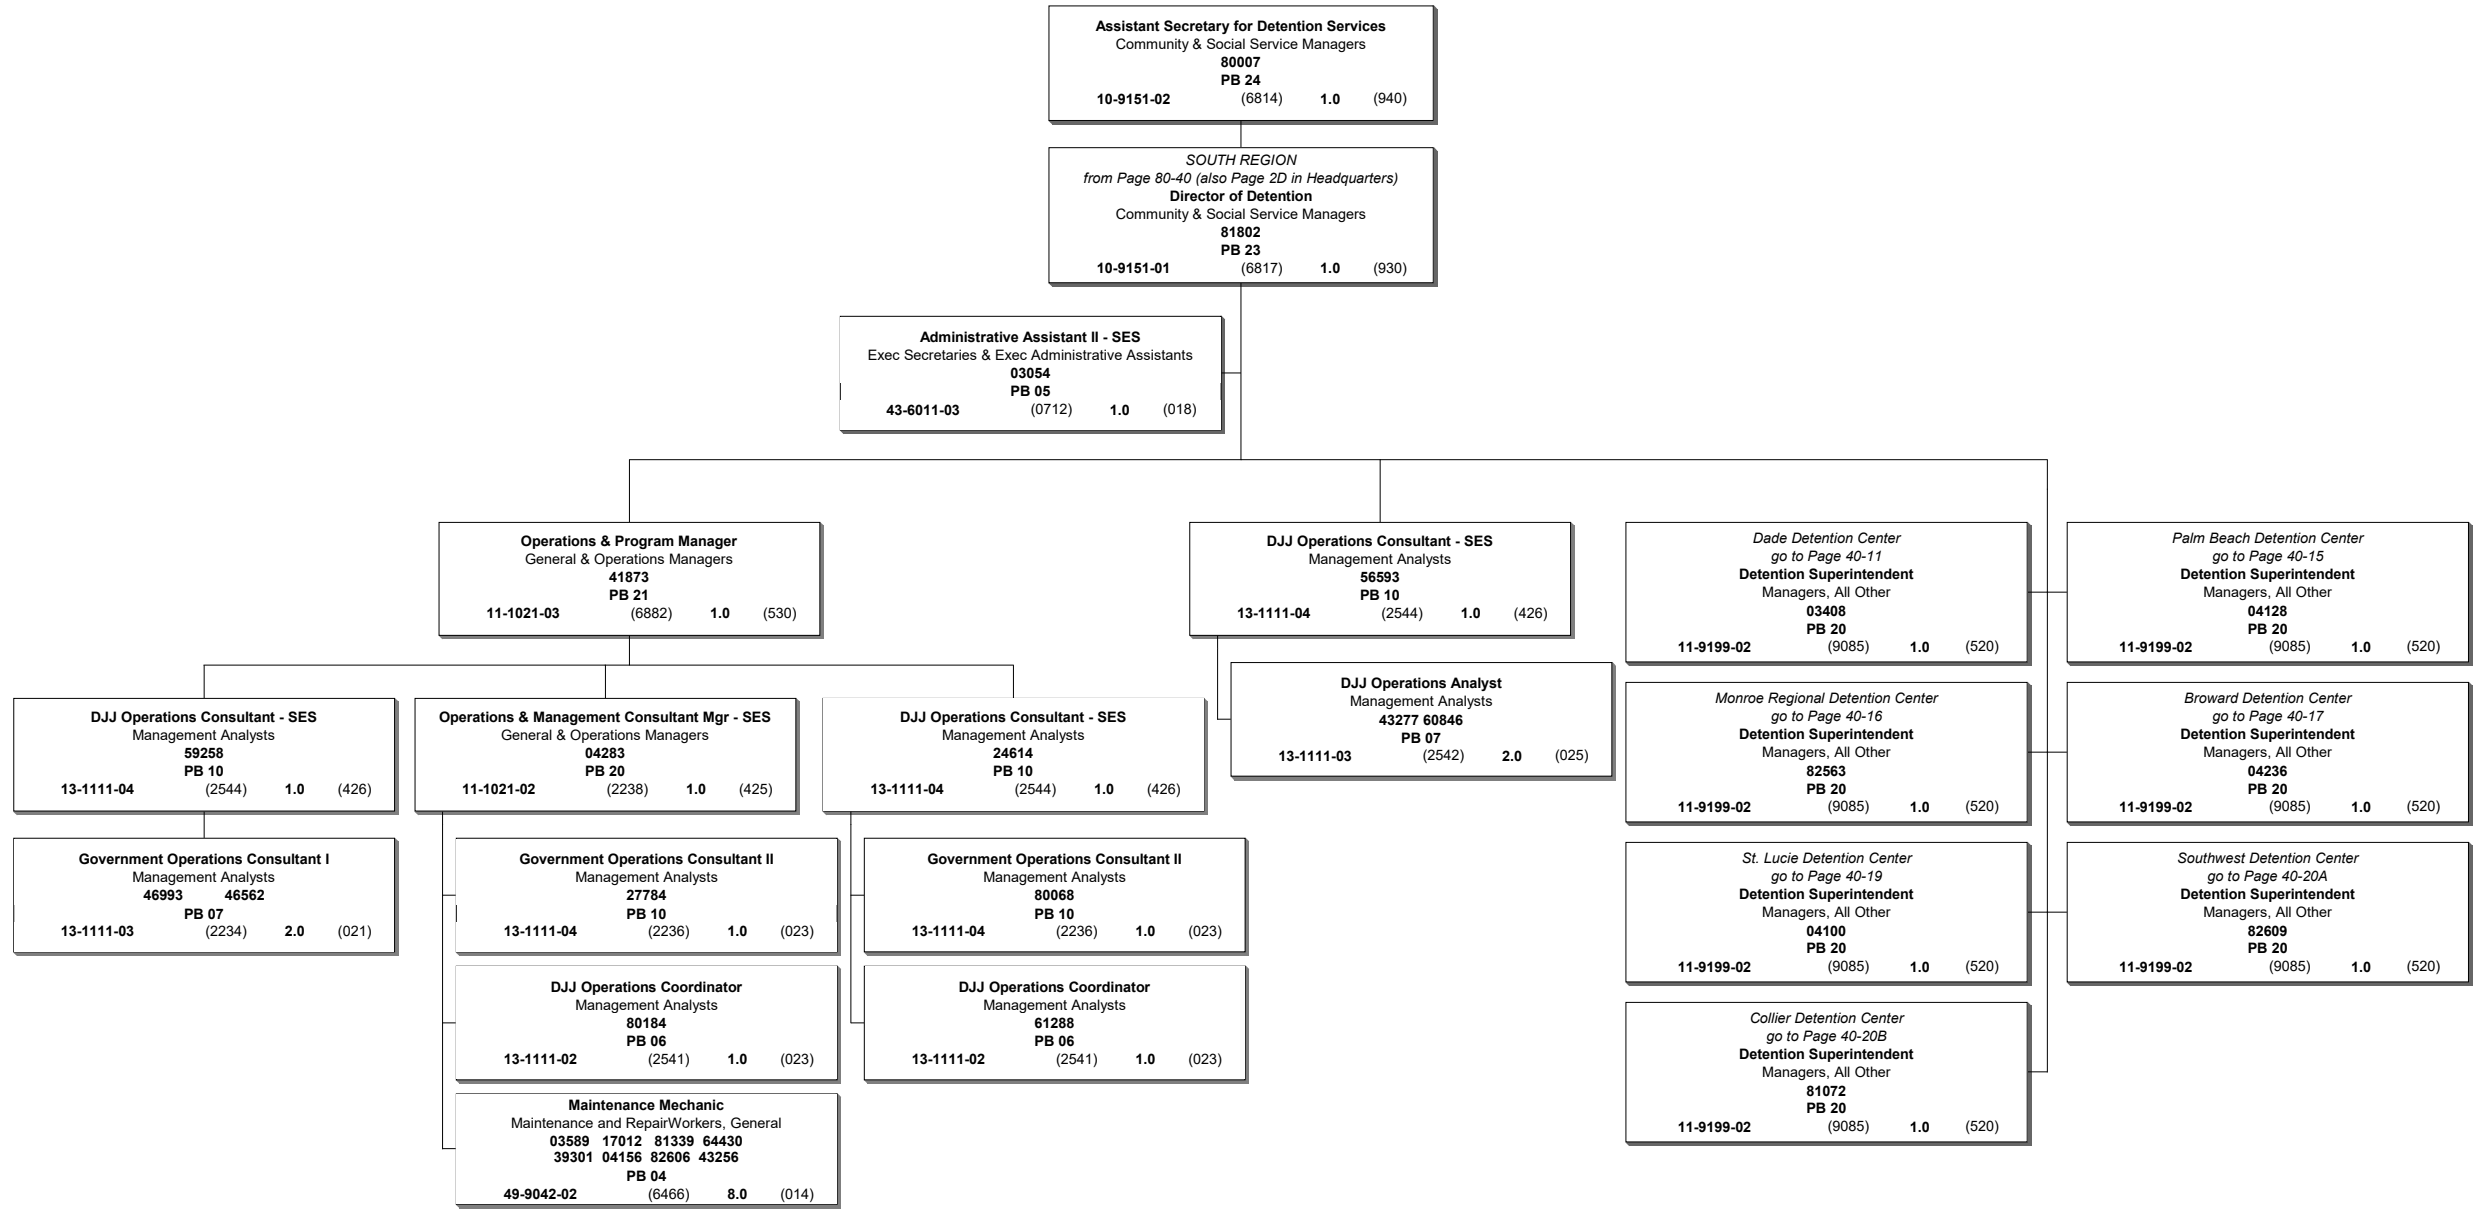 Assistant Secretary for Detention Services
Community & Social Service Managers
80007
PB 24
10-9151-02 (6814) 1.0 (940)
SOUTH REGION
from Page 80-40 (also Page 2D in Headquarters)
Director of Detention
Community & Social Service Managers
81802
PB 23
10-9151-01 (6817) 1.0 (930)
Administrative Assistant II - SES
Exec Secretaries & Exec Administrative Assistants
03054
PB 05
43-6011-03 (0712) 1.0 (018)
Operations & Program Manager
General & Operations Managers
41873
PB 21
11-1021-03 (6882) 1.0 (530)
DJJ Operations Consultant - SES
Management Analysts
56593
PB 10
13-1111-04 (2544) 1.0 (426)
DJJ Operations Analyst
Management Analysts
43277 60846
PB 07
13-1111-03 (2542) 2.0 (025)
DJJ Operations Consultant - SES
Management Analysts
59258
PB 10
13-1111-04 (2544) 1.0 (426)
Government Operations Consultant I
Management Analysts
46993 46562
PB 07
13-1111-03 (2234) 2.0 (021)
Operations & Management Consultant Mgr - SES
General & Operations Managers
04283
PB 20
11-1021-02 (2238) 1.0 (425)
Government Operations Consultant II
Management Analysts
27784
PB 10
13-1111-04 (2236) 1.0 (023)
DJJ Operations Coordinator
Management Analysts
80184
PB 06
13-1111-02 (2541) 1.0 (023)
Maintenance Mechanic
Maintenance and RepairWorkers, General
03589 17012 81339 64430
39301 04156 82606 43256
PB 04
49-9042-02 (6466) 8.0 (014)
DJJ Operations Consultant - SES
Management Analysts
24614
PB 10
13-1111-04 (2544) 1.0 (426)
Government Operations Consultant II
Management Analysts
80068
PB 10
13-1111-04 (2236) 1.0 (023)
DJJ Operations Coordinator
Management Analysts
61288
PB 06
13-1111-02 (2541) 1.0 (023)
Dade Detention Center
go to Page 40-11
Detention Superintendent
Managers, All Other
03408
PB 20
11-9199-02 (9085) 1.0 (520)
Palm Beach Detention Center
go to Page 40-15
Detention Superintendent
Managers, All Other
04128
PB 20
11-9199-02 (9085) 1.0 (520)
Monroe Regional Detention Center
go to Page 40-16
Detention Superintendent
Managers, All Other
82563
PB 20
11-9199-02 (9085) 1.0 (520)
Broward Detention Center
go to Page 40-17
Detention Superintendent
Managers, All Other
04236
PB 20
11-9199-02 (9085) 1.0 (520)
St. Lucie Detention Center
go to Page 40-19
Detention Superintendent
Managers, All Other
04100
PB 20
11-9199-02 (9085) 1.0 (520)
Southwest Detention Center
go to Page 40-20A
Detention Superintendent
Managers, All Other
82609
PB 20
11-9199-02 (9085) 1.0 (520)
Collier Detention Center
go to Page 40-20B
Detention Superintendent
Managers, All Other
81072
PB 20
11-9199-02 (9085) 1.0 (520)